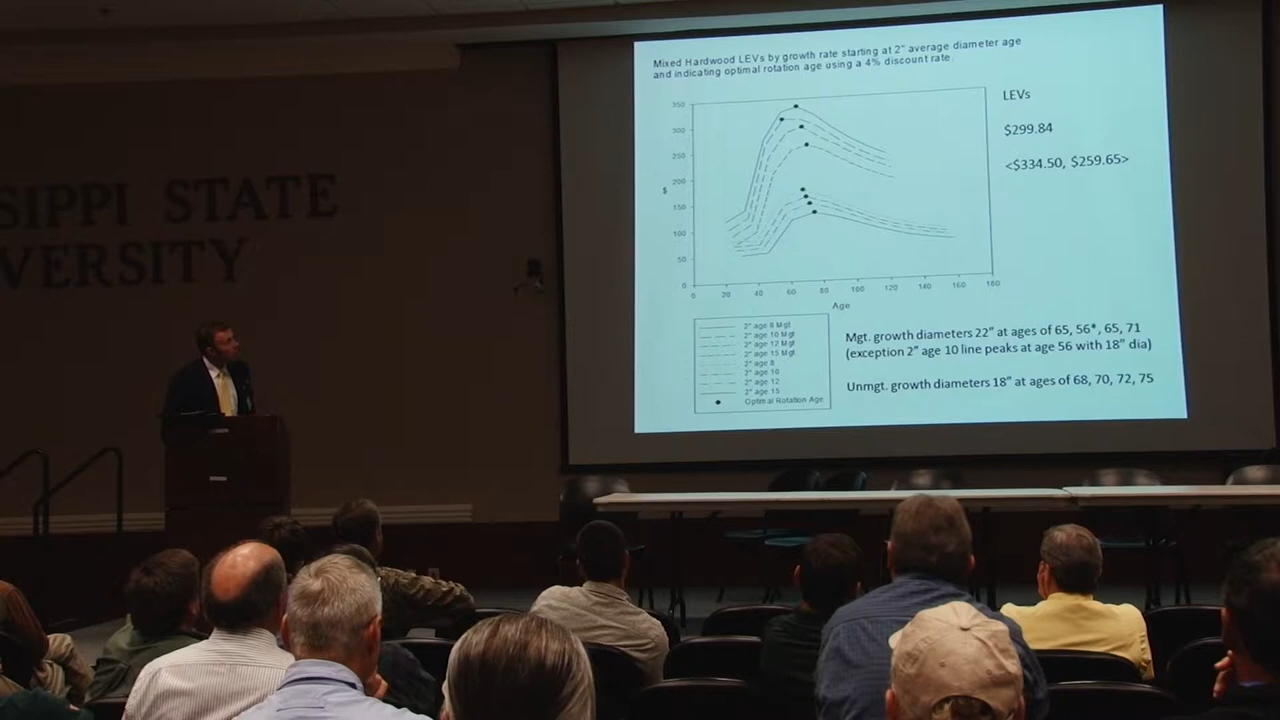 SIPPI STATE
VERSITY
Mixed Hardwood LEVs by growth rate starting at 2" average diameter age
and indicating optimal rotation age using a 4% discount rate.
LEVs
$299.84
<$334.50, $259.65>
350
300
250
200
150
100
50
0
$
0 20 40 60 80 100 120 140 160 180
Age
2" age 8 Mgt
2" age 10 Mgt
2" age 12 Mgt
2" age 15 Mgt
2" age 8
2" age 10
2" age 12
2" age 15
Optimal Rotation Age
Mgt. growth diameters 22" at ages of 65, 56*, 65, 71
(exception 2" age 10 line peaks at age 56 with 18" dia)
Unmgt. growth diameters 18" at ages of 68, 70, 72, 75